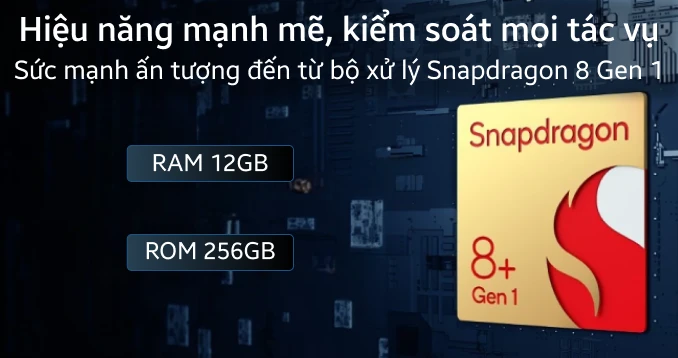 Hiệu năng mạnh mẽ, kiểm soát mọi tác vụ
Sức mạnh ấn tượng đến từ bộ xử lý Snapdragon 8 Gen 1
Snapdragon
RAM 12GB
ROM 256GB
8+
Gen 1